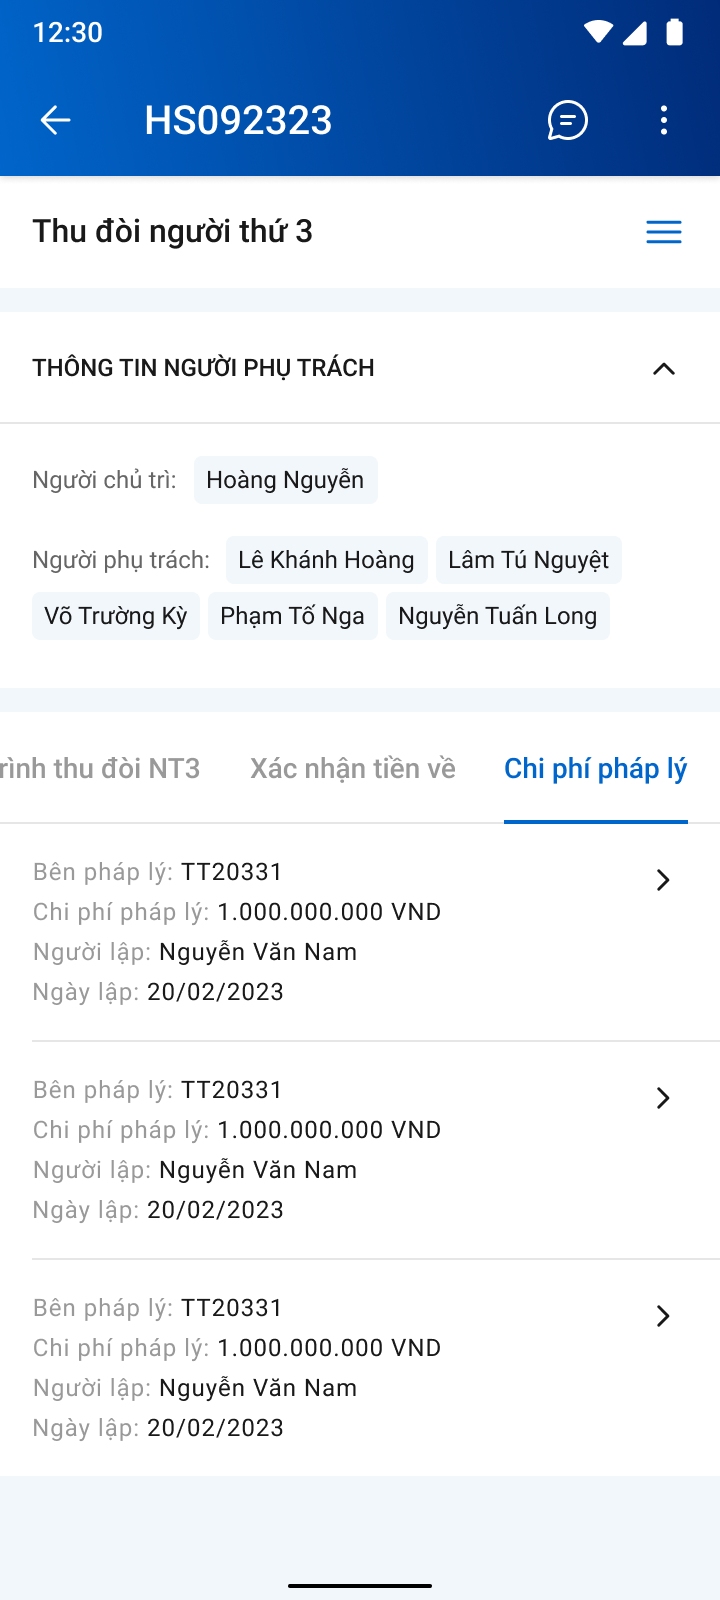 12:30
HS092323
Thu đòi người thứ 3
THÔNG TIN NGƯỜI PHỤ TRÁCH
Người chủ trì: Hoàng Nguyễn
Người phụ trách: Lê Khánh Hoàng Lâm Tú Nguyệt
Võ Trường Kỳ Phạm Tố Nga Nguyễn Tuấn Long
rình thu đòi NT3 Xác nhận tiền về Chi phí pháp lý
Bên pháp lý: TT20331
Chi phí pháp lý: 1.000.000.000 VND
Người lập: Nguyễn Văn Nam
Ngày lập: 20/02/2023
Bên pháp lý: TT20331
Chi phí pháp lý: 1.000.000.000 VND
Người lập: Nguyễn Văn Nam
Ngày lập: 20/02/2023
Bên pháp lý: TT20331
Chi phí pháp lý: 1.000.000.000 VND
Người lập: Nguyễn Văn Nam
Ngày lập: 20/02/2023